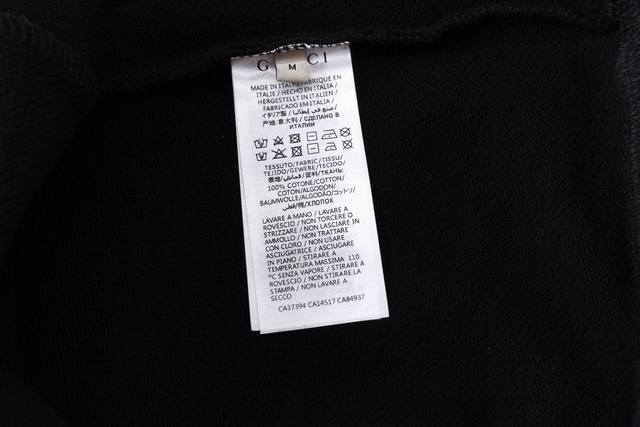 G CI
M
MADE IN ITALY/FABRIQUE EN
ITALIE / HECHO EN ITALIA /
HERGESTELLT IN ITALIEN /
FABRICADO EM ITALIA /
イタリア製 / صنع في إيطاليا /
产地:意大利 / СДЕЛАНО В
ИТАЛИИ
TESSUTO/FABRIC/TISSU/
TEJIDO/GEWEBE/TECIDO/
表地/قماش/面料/ТКАНЬ:
100% COTONE/COTTON/
COTON/ALGODON/
BAUMWOLLE/ALGODÃO/コットン/
قطن/棉/ХЛОПОК
LAVARE A MANO / LAVARE A
ROVESCIO / NON TORCERE O
STRIZZARE / NON LASCIARE IN
AMMOLLO / NON TRATTARE
CON CLORO / NON USARE
ASCIUGATRICE / ASCIUGARE
IN PIANO / STIRARE A
TEMPERATURA MASSIMA 110
°C SENZA VAPORE / STIRARE A
ROVESCIO / NON STIRARE LA
STAMPA / NON LAVARE A
SECCO
CA37394 CA14517 CA84937